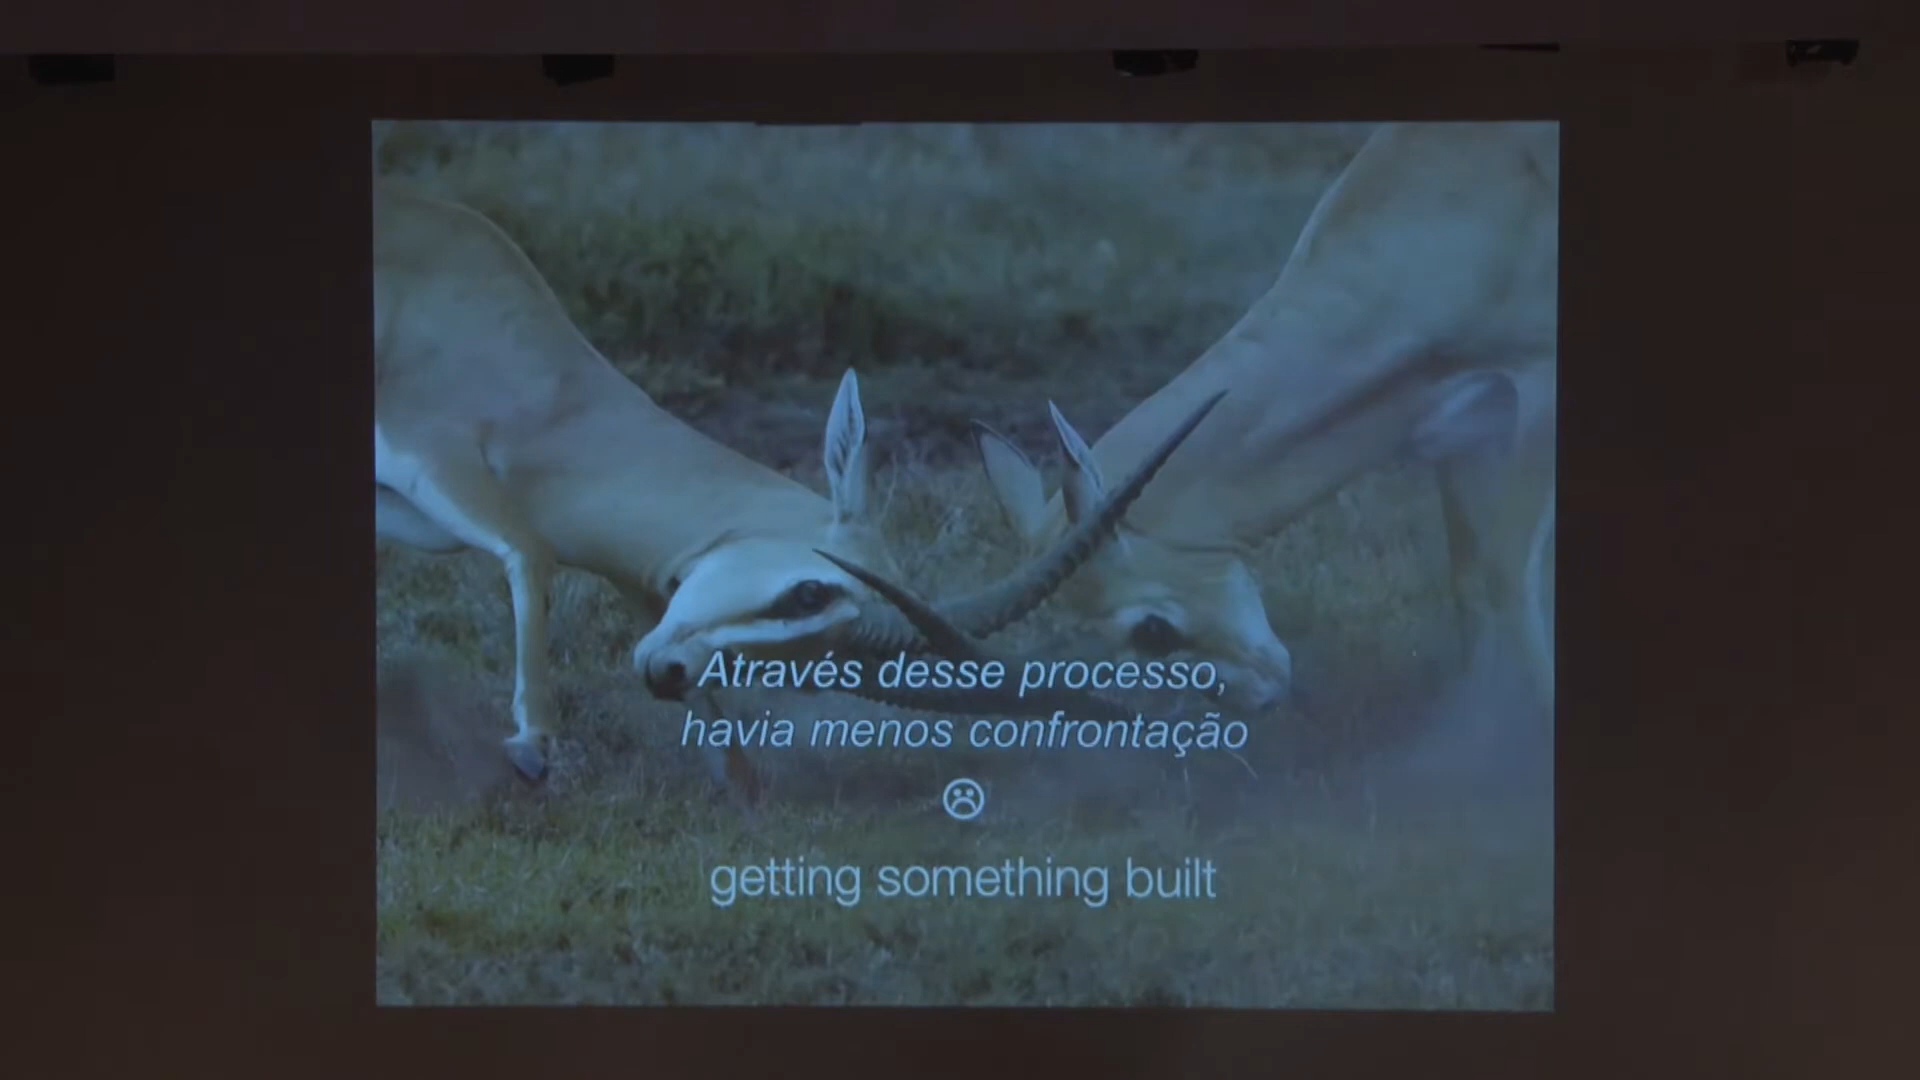 Através desse processo,
havia menos confrontação
☹
getting something built